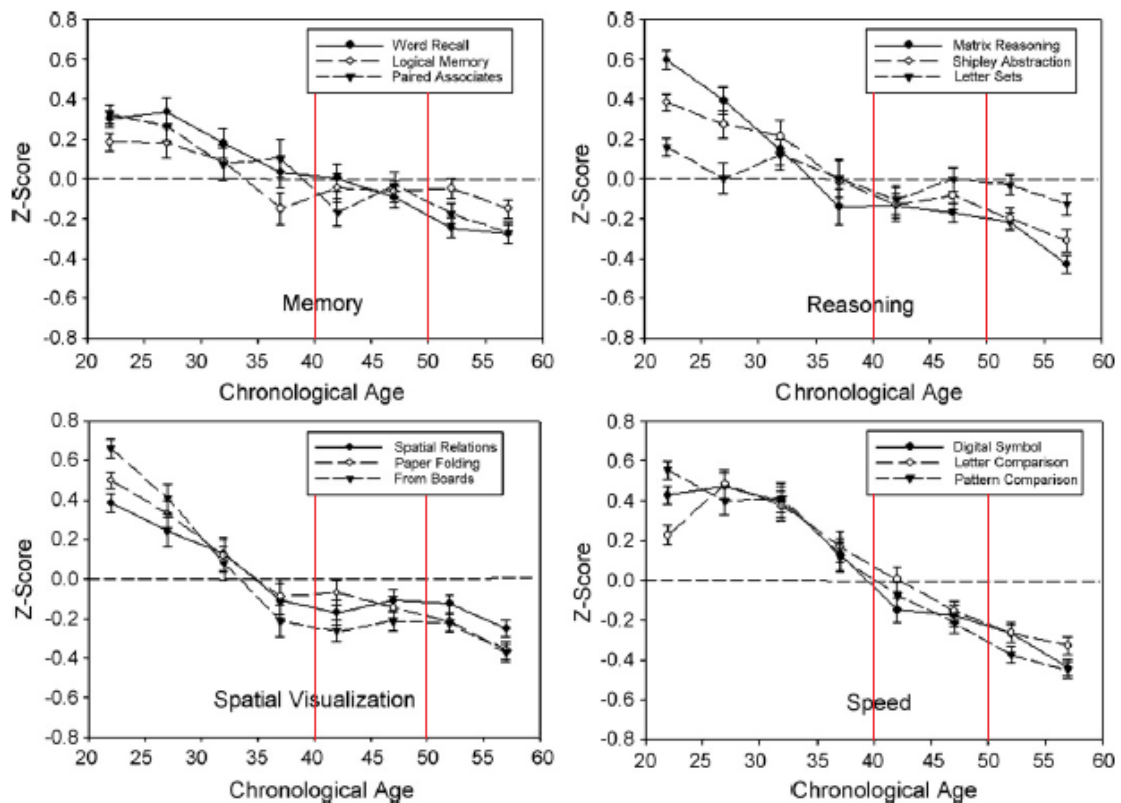 0.8
0.6
0.4
0.2
0.0
-0.2
-0.4
-0.6
-0.8
Z-Score
Word Recall
Logical Memory
Paired Associates
Memory
20 25 30 35 40 45 50 55 60
Chronological Age
0.8
0.6
0.4
0.2
0.0
-0.2
-0.4
-0.6
-0.8
Z-Score
Matrix Reasoning
Shipley Abstraction
Letter Sets
Reasoning
20 25 30 35 40 45 50 55 60
Chronological Age
0.8
0.6
0.4
0.2
0.0
-0.2
-0.4
-0.6
-0.8
Z-Score
Spatial Relations
Paper Folding
From Boards
Spatial Visualization
20 25 30 35 40 45 50 55 60
Chronological Age
0.8
0.6
0.4
0.2
0.0
-0.2
-0.4
-0.6
-0.8
Z-Score
Digital Symbol
Letter Comparison
Pattern Comparison
Speed
20 25 30 35 40 45 50 55 60
Chronological Age